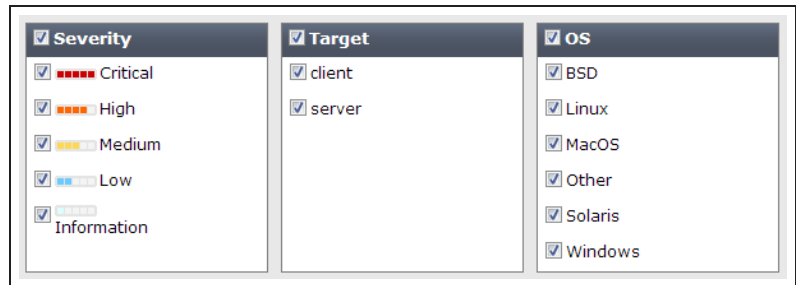 Severity
Critical
High
Medium
Low
Information
Target
client
server
OS
BSD
Linux
MacOS
Other
Solaris
Windows